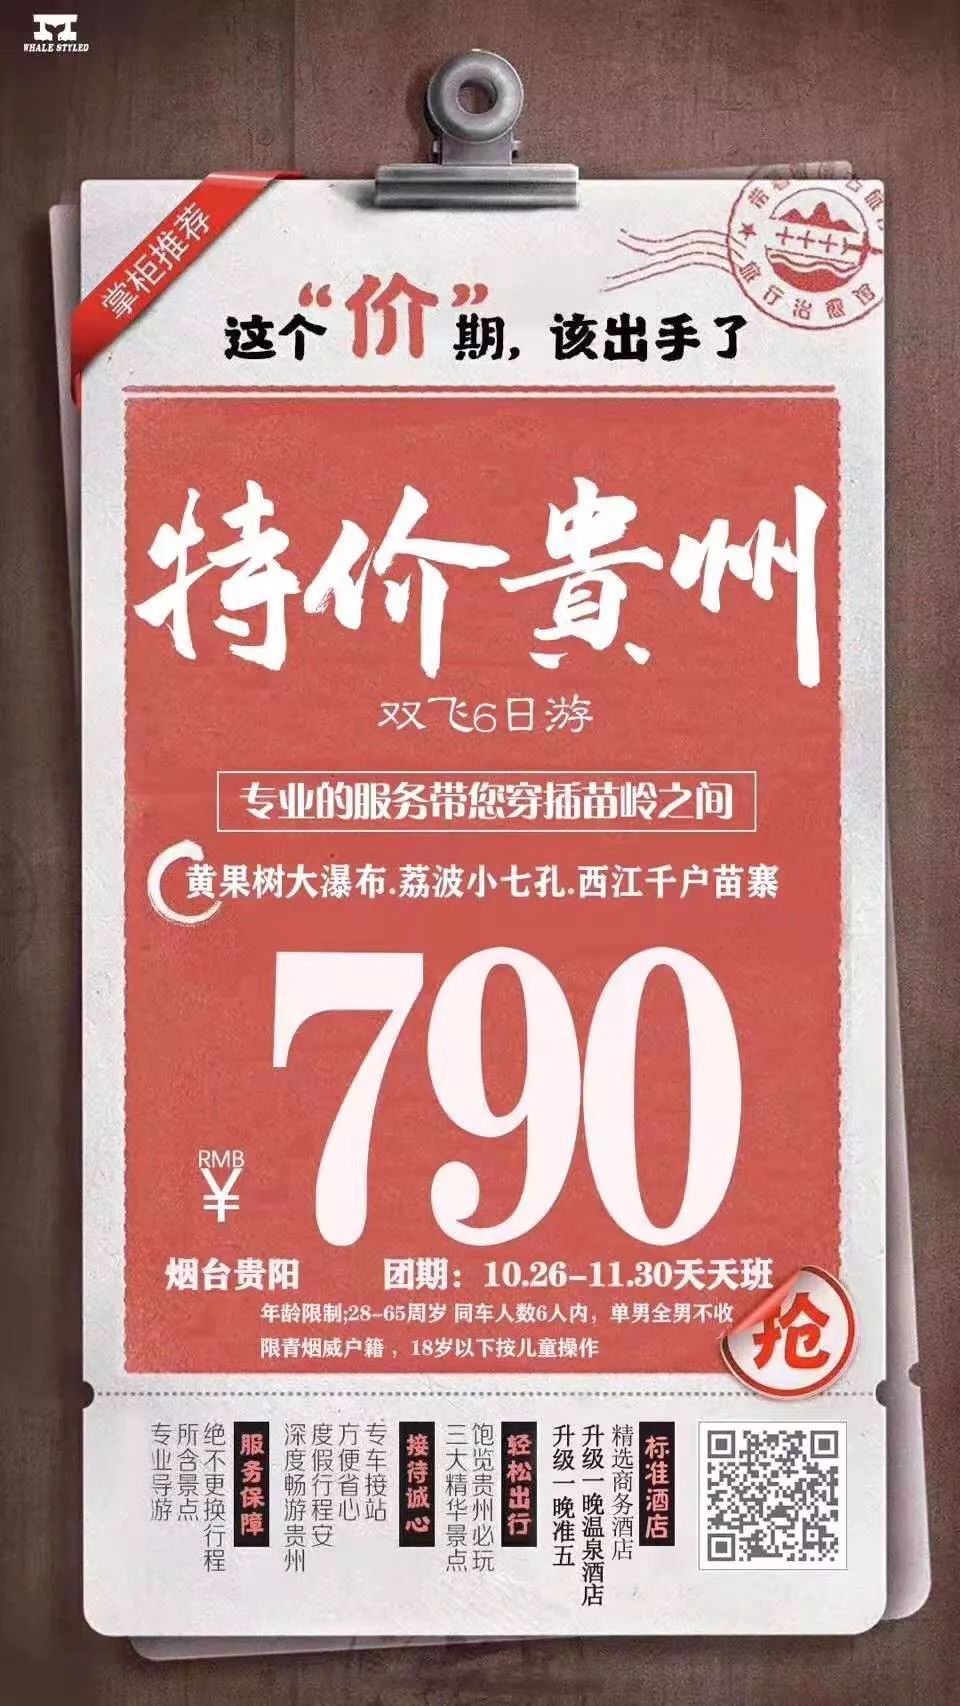 WHALE STYLED
掌柜推荐
旅行治愈馆
这个“价”期，该出手了
特价貴州
双飞6日游
专业的服务带您穿插苗岭之间
黄果树大瀑布.荔波小七孔.西江千户苗寨
790
RMB
¥
烟台贵阳 团期：10.26-11.30天天班
年龄限制;28-65周岁 同车人数6人内，单男全男不收
限青烟威户籍，18岁以下按儿童操作
抢
标准酒店
精选商务酒店
升级一晚温泉酒店
升级一晚准五
轻松出行
饱览贵州必玩
三大精华景点
接待诚心
专车接站
方便省心
度假行程安
深度畅游贵州
服务保障
绝不更换行程
所含景点
专业导游